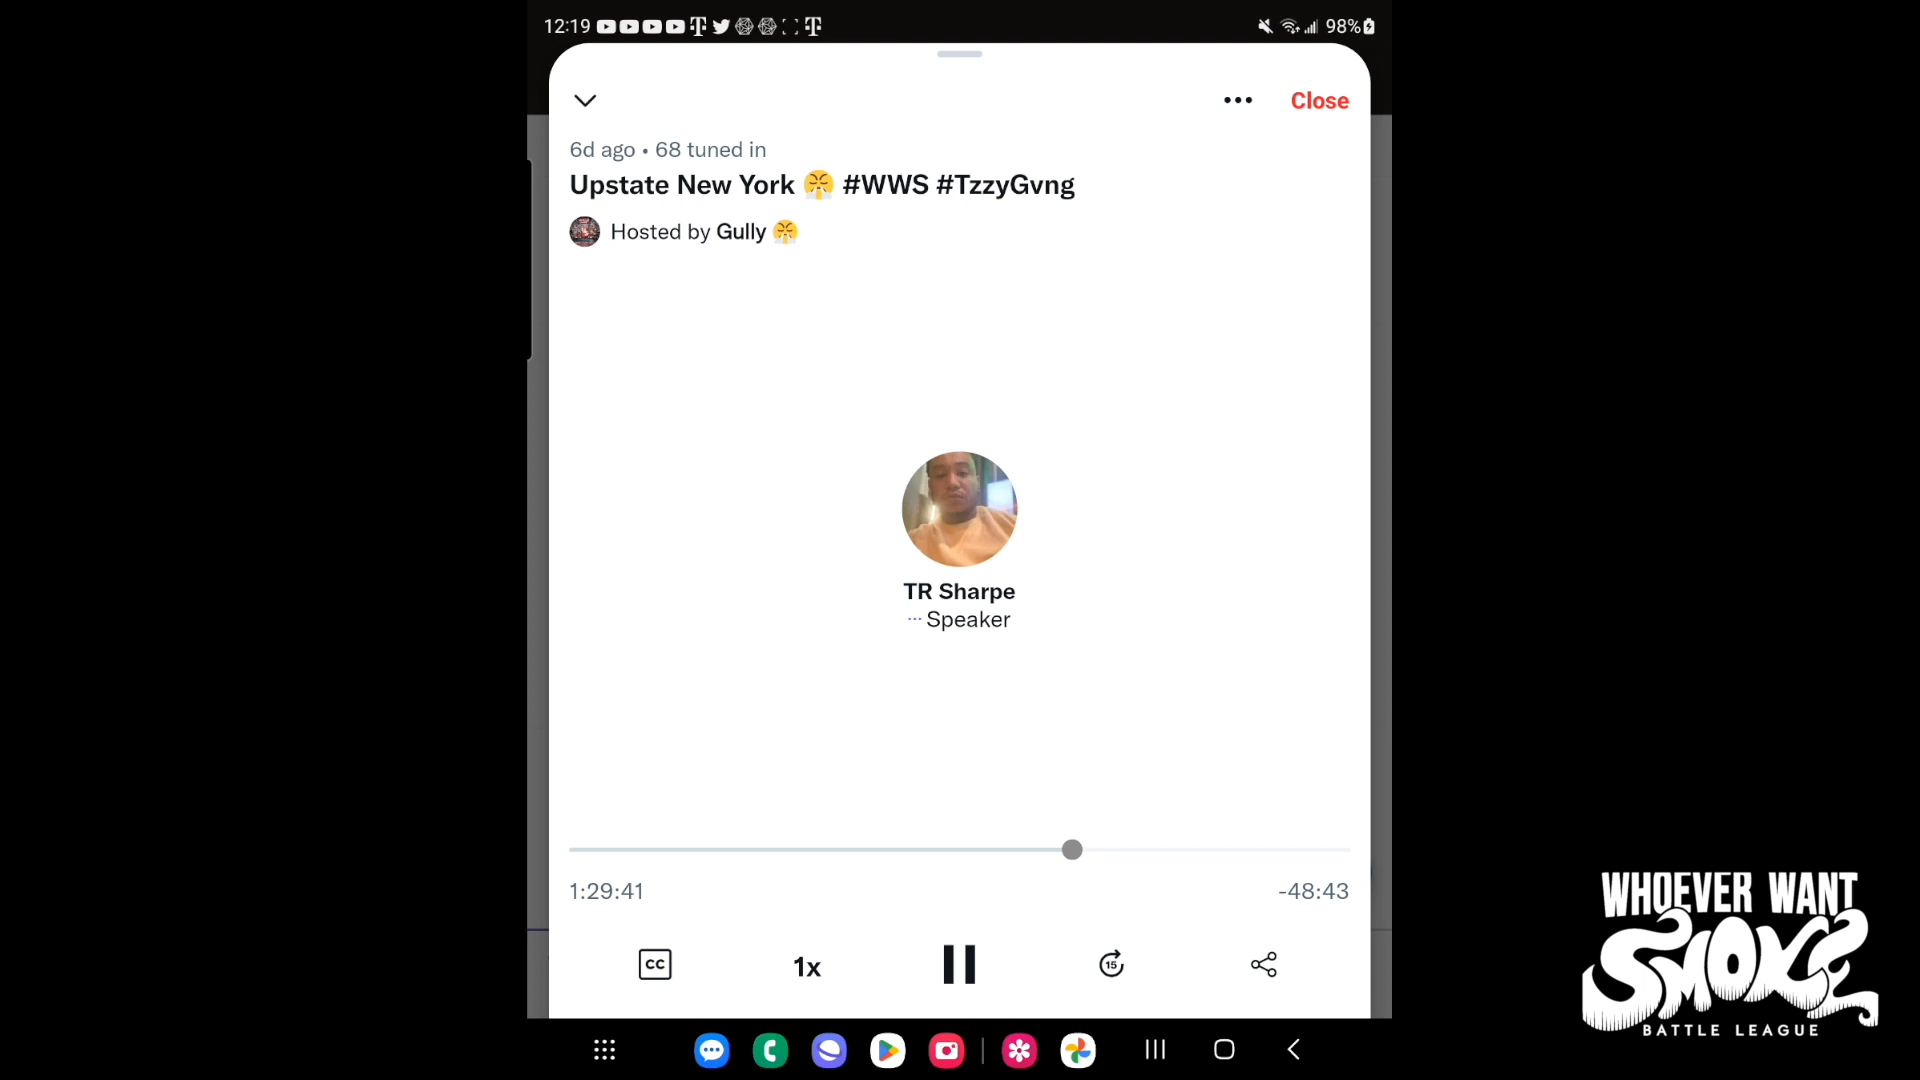 12:19
98%
Close
6d ago • 68 tuned in
Upstate New York 😤 #WWS #TzzyGvng
Hosted by Gully 😤
TR Sharpe
Speaker
1:29:41
-48:43
CC
1x
15
WHOEVER WANT
SMOKE
BATTLE LEAGUE